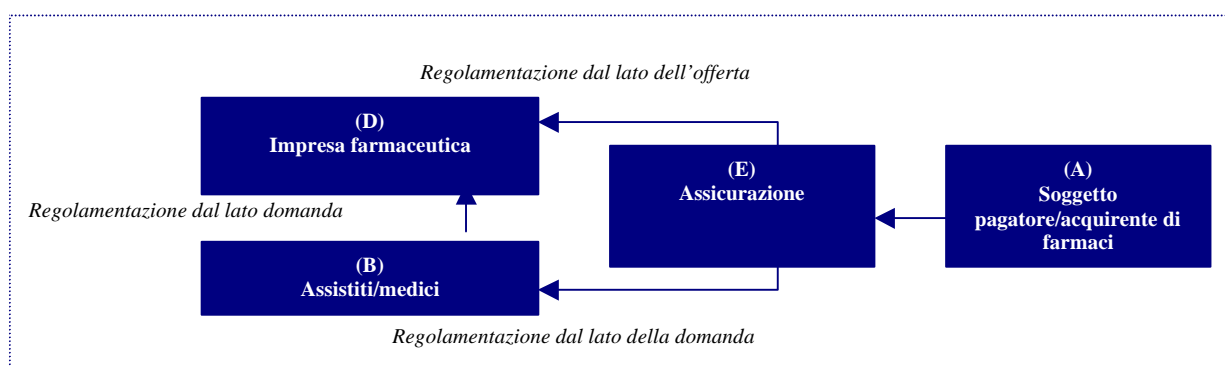 Regolamentazione dal lato dell’offerta
(D)
Impresa farmaceutica
(E)
Assicurazione
(A)
Soggetto
pagatore/acquirente di
farmaci
Regolamentazione dal lato domanda
(B)
Assistiti/medici
Regolamentazione dal lato della domanda